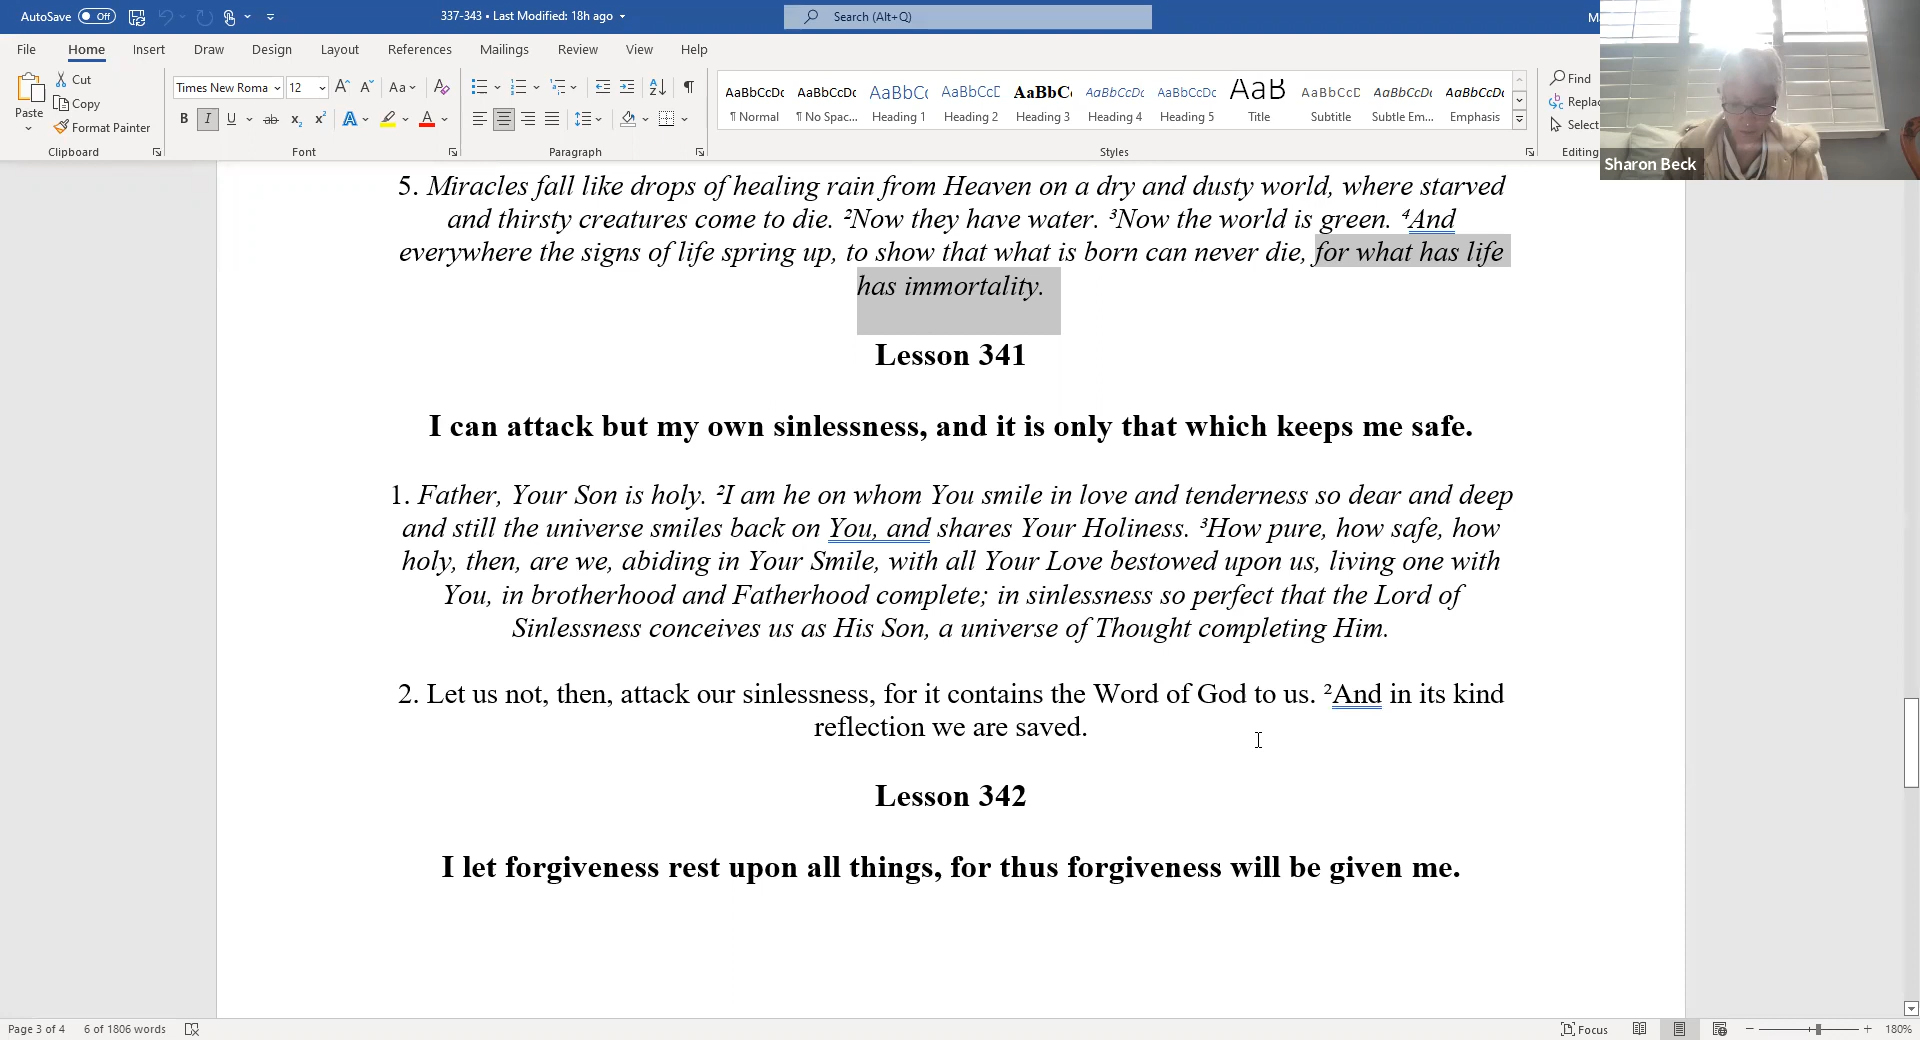 AutoSave Off 337-343 • Last Modified: 18h ago Search (Alt+Q)
File Home Insert Draw Design Layout References Mailings Review View Help
Paste Cut Copy Format Painter Clipboard
Times New Roma 12 Aa
B I U ab x₂ x² A A Font
Paragraph
AaBbCcDc AaBbCcDc AaBbC AaBbCcD AaBbC AaBbCcDc AaBbCcDc AaB AaBbCcD AaBbCcDc AaBbCcDc
¶ Normal ¶ No Spac... Heading 1 Heading 2 Heading 3 Heading 4 Heading 5 Title Subtitle Subtle Em... Emphasis
Styles
Find
Replac
Select
Editing
Sharon Beck
5. Miracles fall like drops of healing rain from Heaven on a dry and dusty world, where starved
and thirsty creatures come to die. ²Now they have water. ³Now the world is green. ⁴And
everywhere the signs of life spring up, to show that what is born can never die, for what has life
has immortality.
Lesson 341
I can attack but my own sinlessness, and it is only that which keeps me safe.
1. Father, Your Son is holy. ²I am he on whom You smile in love and tenderness so dear and deep
and still the universe smiles back on You, and shares Your Holiness. ³How pure, how safe, how
holy, then, are we, abiding in Your Smile, with all Your Love bestowed upon us, living one with
You, in brotherhood and Fatherhood complete; in sinlessness so perfect that the Lord of
Sinlessness conceives us as His Son, a universe of Thought completing Him.
2. Let us not, then, attack our sinlessness, for it contains the Word of God to us. ²And in its kind
reflection we are saved.
Lesson 342
I let forgiveness rest upon all things, for thus forgiveness will be given me.
Page 3 of 4 6 of 1806 words Focus 180%